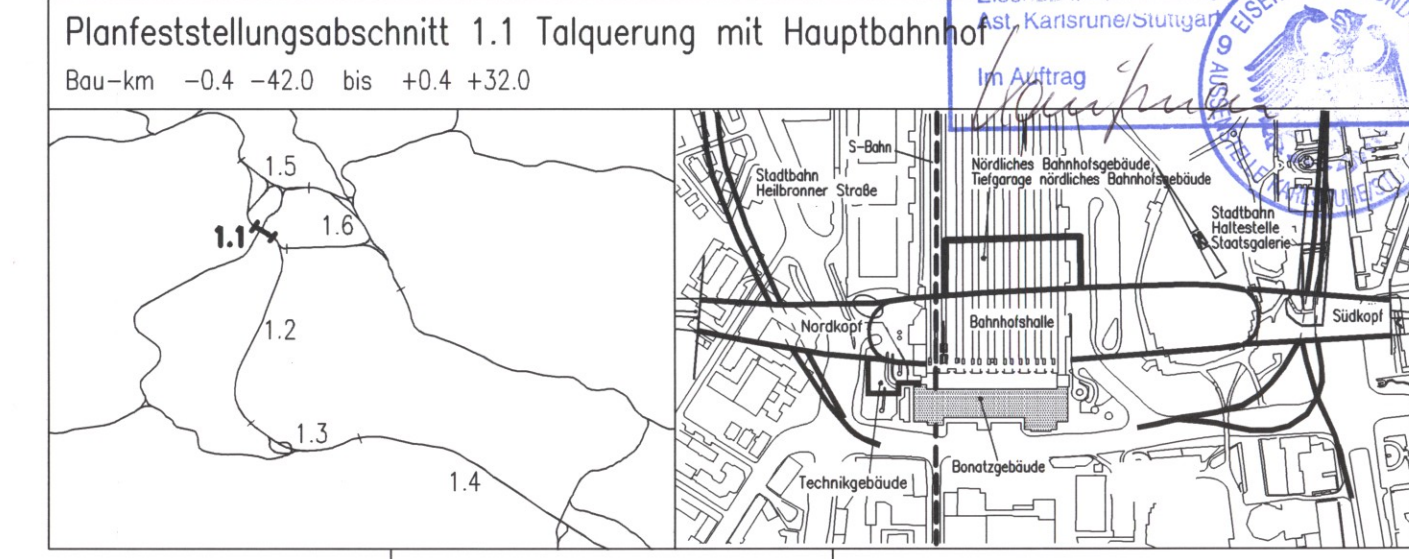 Ast. Karlsrune/Stuttgart
Planfeststellungsabschnitt 1.1 Talquerung mit Hauptbahnhof
Bau-km -0.4 -42.0 bis +0.4 +32.0
Im Auftrag
1.5
1.6
1.1
1.2
1.3
1.4
S-Bahn
Stadtbahn
Heilbronner Straße
Nördliches Bahnhofsgebäude,
Tiefgarage nördliches Bahnhofsgebäude
Stadtbahn
Haltestelle
Staatsgalerie
Nordkopf
Bahnhofshalle
Südkopf
Technikgebäude
Bonatzgebäude